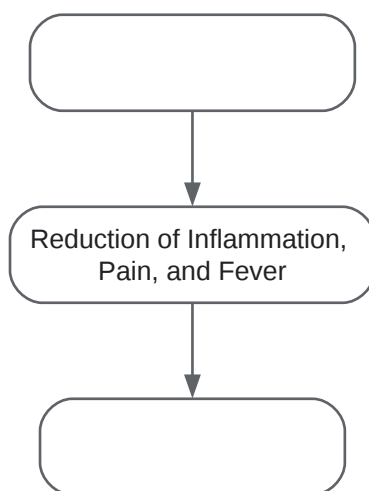 Reduction of Inflammation,
Pain, and Fever